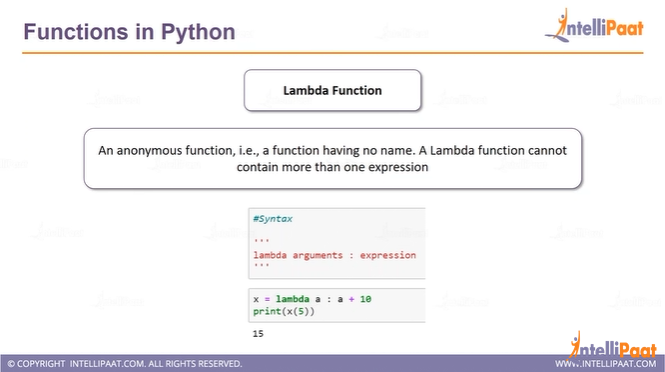 Functions in Python
IntelliPaat
Lambda Function
An anonymous function, i.e., a function having no name. A Lambda function cannot
contain more than one expression
#Syntax
'''
lambda arguments : expression
'''
x = lambda a : a + 10
print(x(5))
15
IntelliPaat
© COPYRIGHT INTELLIPAAT.COM. ALL RIGHTS RESERVED.
WWW.INTELLIPAAT.COM